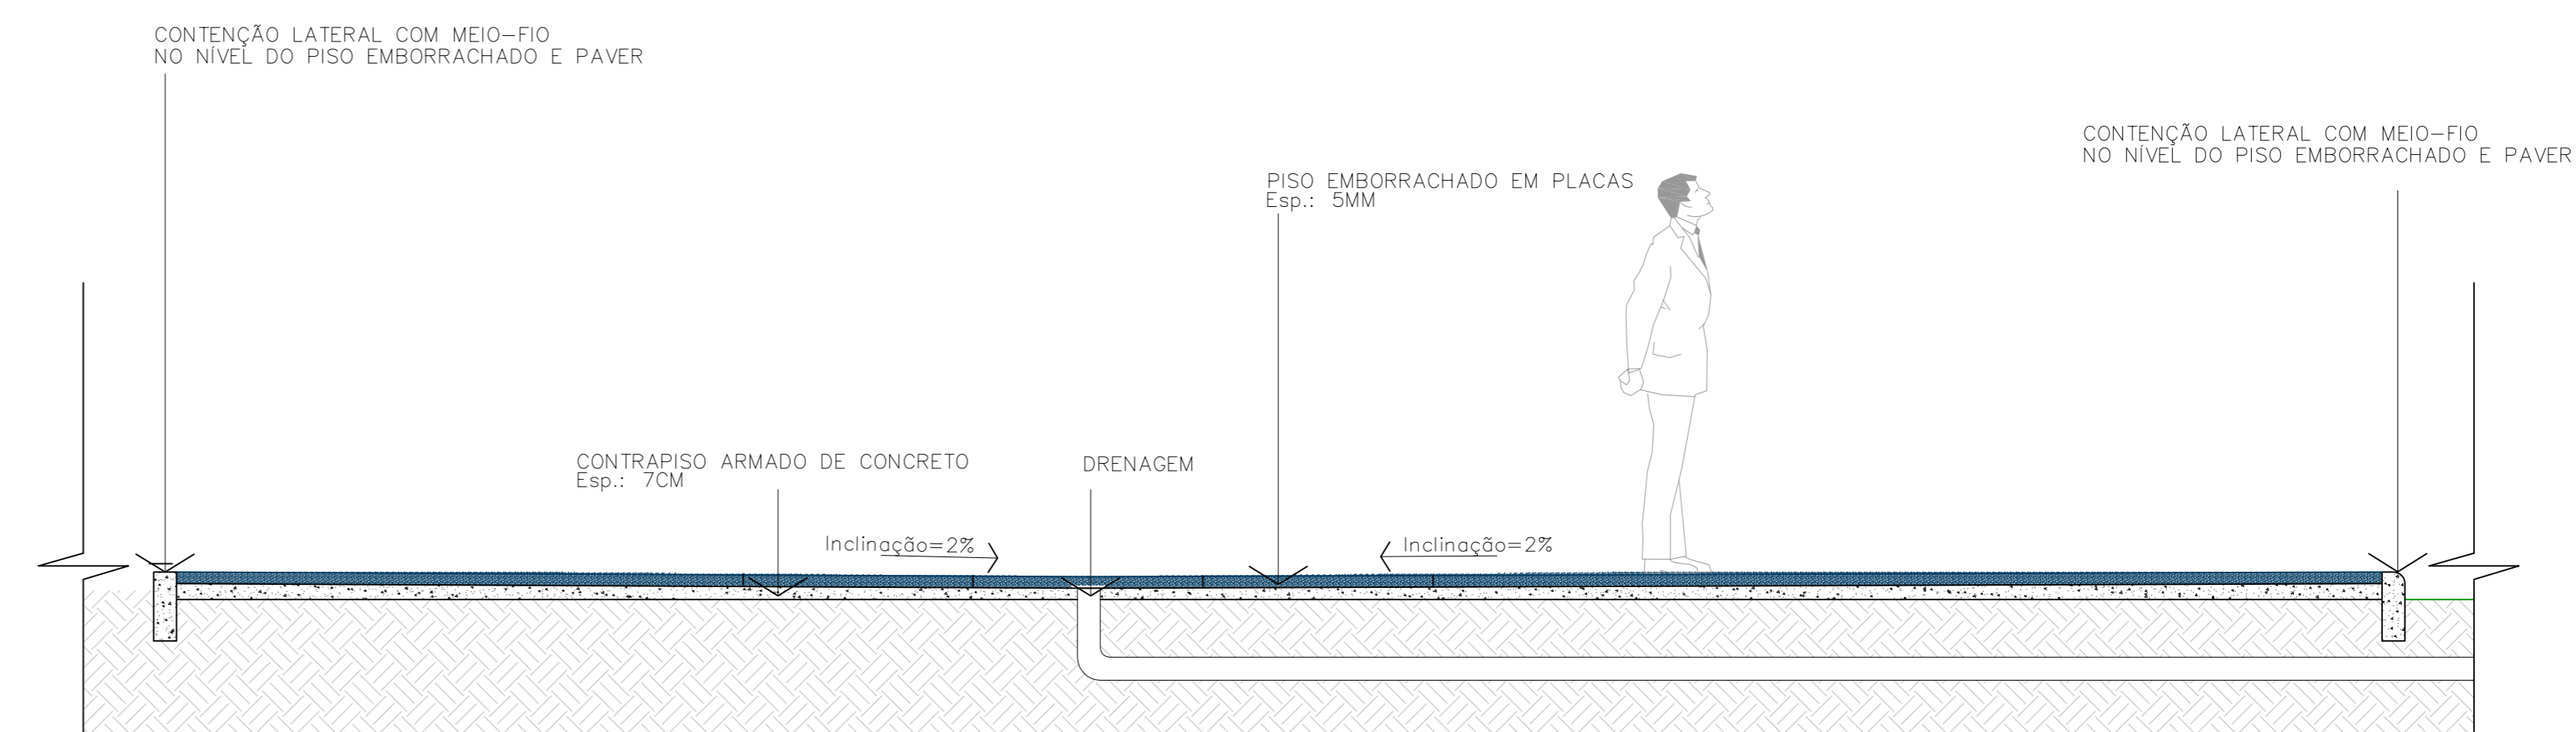 CONTENÇÃO LATERAL COM MEIO-FIO
NO NÍVEL DO PISO EMBORRACHADO E PAVER
CONTENÇÃO LATERAL COM MEIO-FIO
NO NÍVEL DO PISO EMBORRACHADO E PAVER
PISO EMBORRACHADO EM PLACAS
Esp.: 5MM
CONTRAPISO ARMADO DE CONCRETO
Esp.: 7CM
DRENAGEM
Inclinação=2%
Inclinação=2%